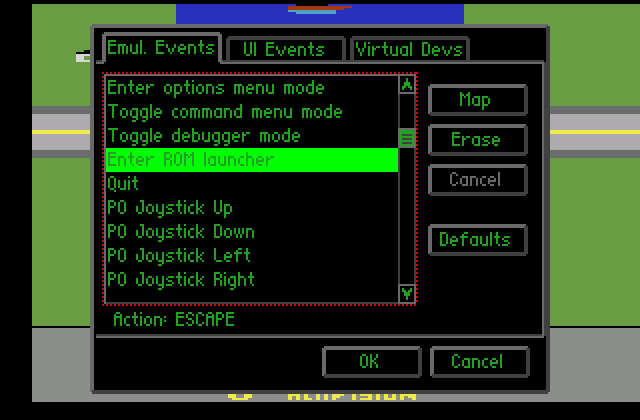 Emul. Events UI Events Virtual Devs
Enter options menu mode
Toggle command menu mode
Toggle debugger mode
Enter ROM launcher
Quit
P0 Joystick Up
P0 Joystick Down
P0 Joystick Left
P0 Joystick Right
Map
Erase
Cancel
Defaults
Action: ESCAPE
OK Cancel